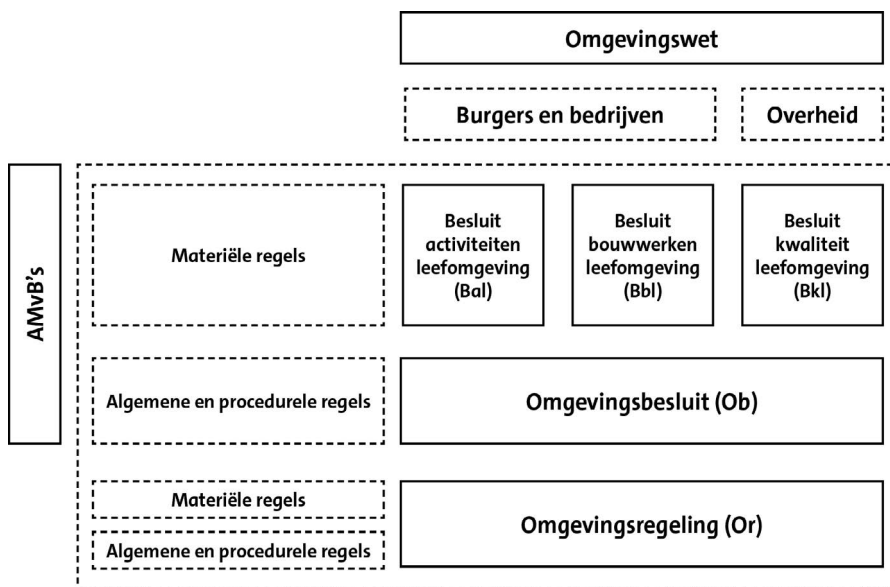 Omgevingswet
Burgers en bedrijven
Overheid
AMvB's
Materiële regels
Besluit
activiteiten
leefomgeving
(Bal)
Besluit
bouwwerken
leefomgeving
(Bbl)
Besluit
kwaliteit
leefomgeving
(Bkl)
Algemene en procedurele regels
Omgevingsbesluit (Ob)
Materiële regels
Algemene en procedurele regels
Omgevingsregeling (Or)